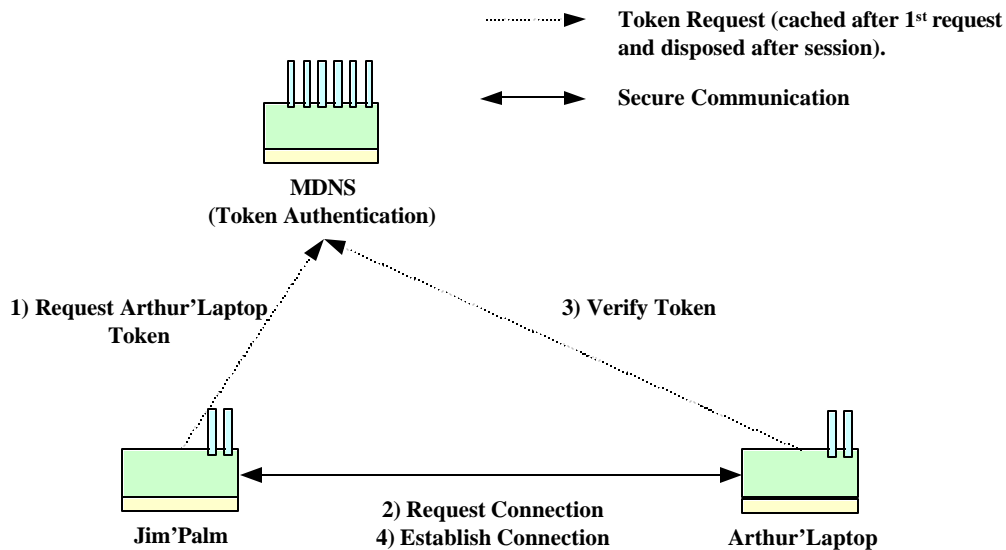 Token Request (cached after 1st request
and disposed after session).
Secure Communication
MDNS
(Token Authentication)
1) Request Arthur'Laptop
Token
3) Verify Token
2) Request Connection
4) Establish Connection
Jim'Palm
Arthur'Laptop